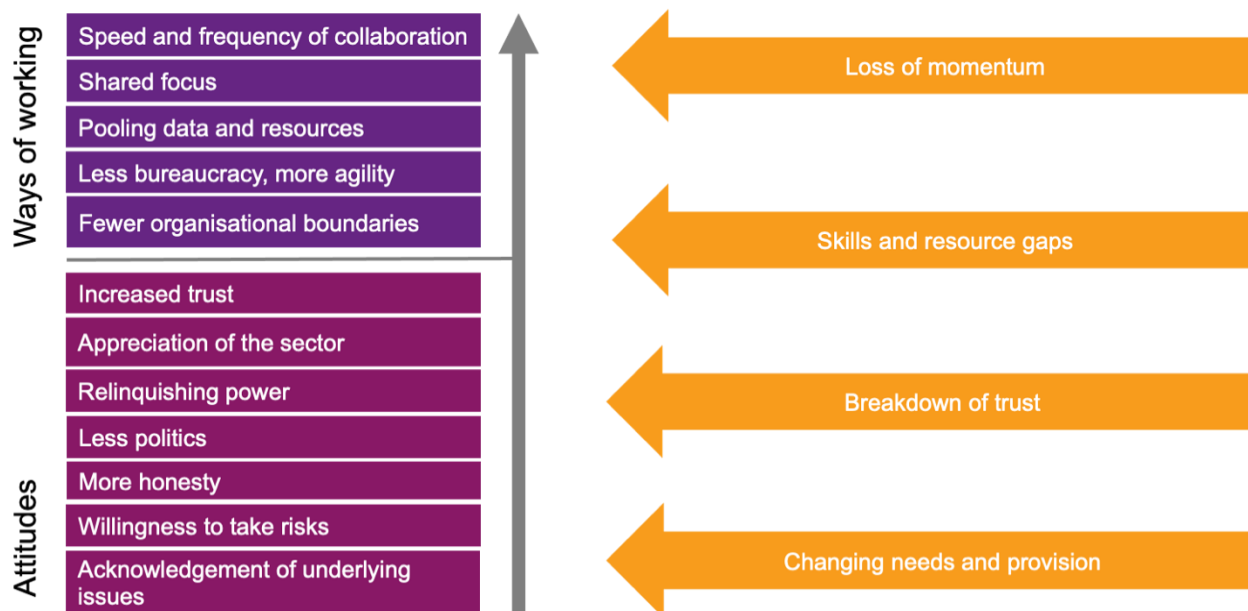 Ways of working
Speed and frequency of collaboration
Shared focus
Pooling data and resources
Less bureaucracy, more agility
Fewer organisational boundaries
Attitudes
Increased trust
Appreciation of the sector
Relinquishing power
Less politics
More honesty
Willingness to take risks
Acknowledgement of underlying
issues
Loss of momentum
Skills and resource gaps
Breakdown of trust
Changing needs and provision